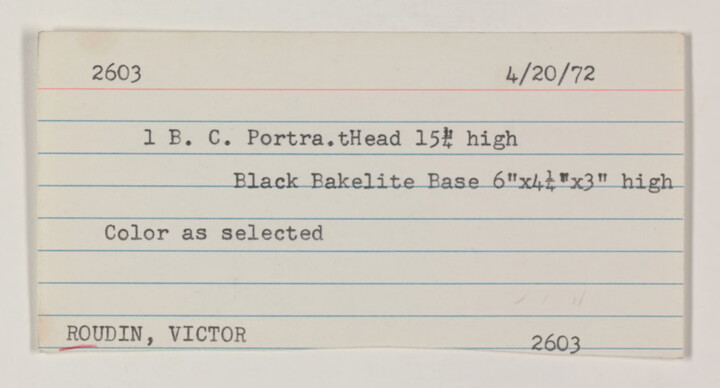 2603 4/20/72
1 B. C. Portra.tHead 15¼ high
Black Bakelite Base 6"x4¼"x3" high
Color as selected
ROUDIN, VICTOR 2603